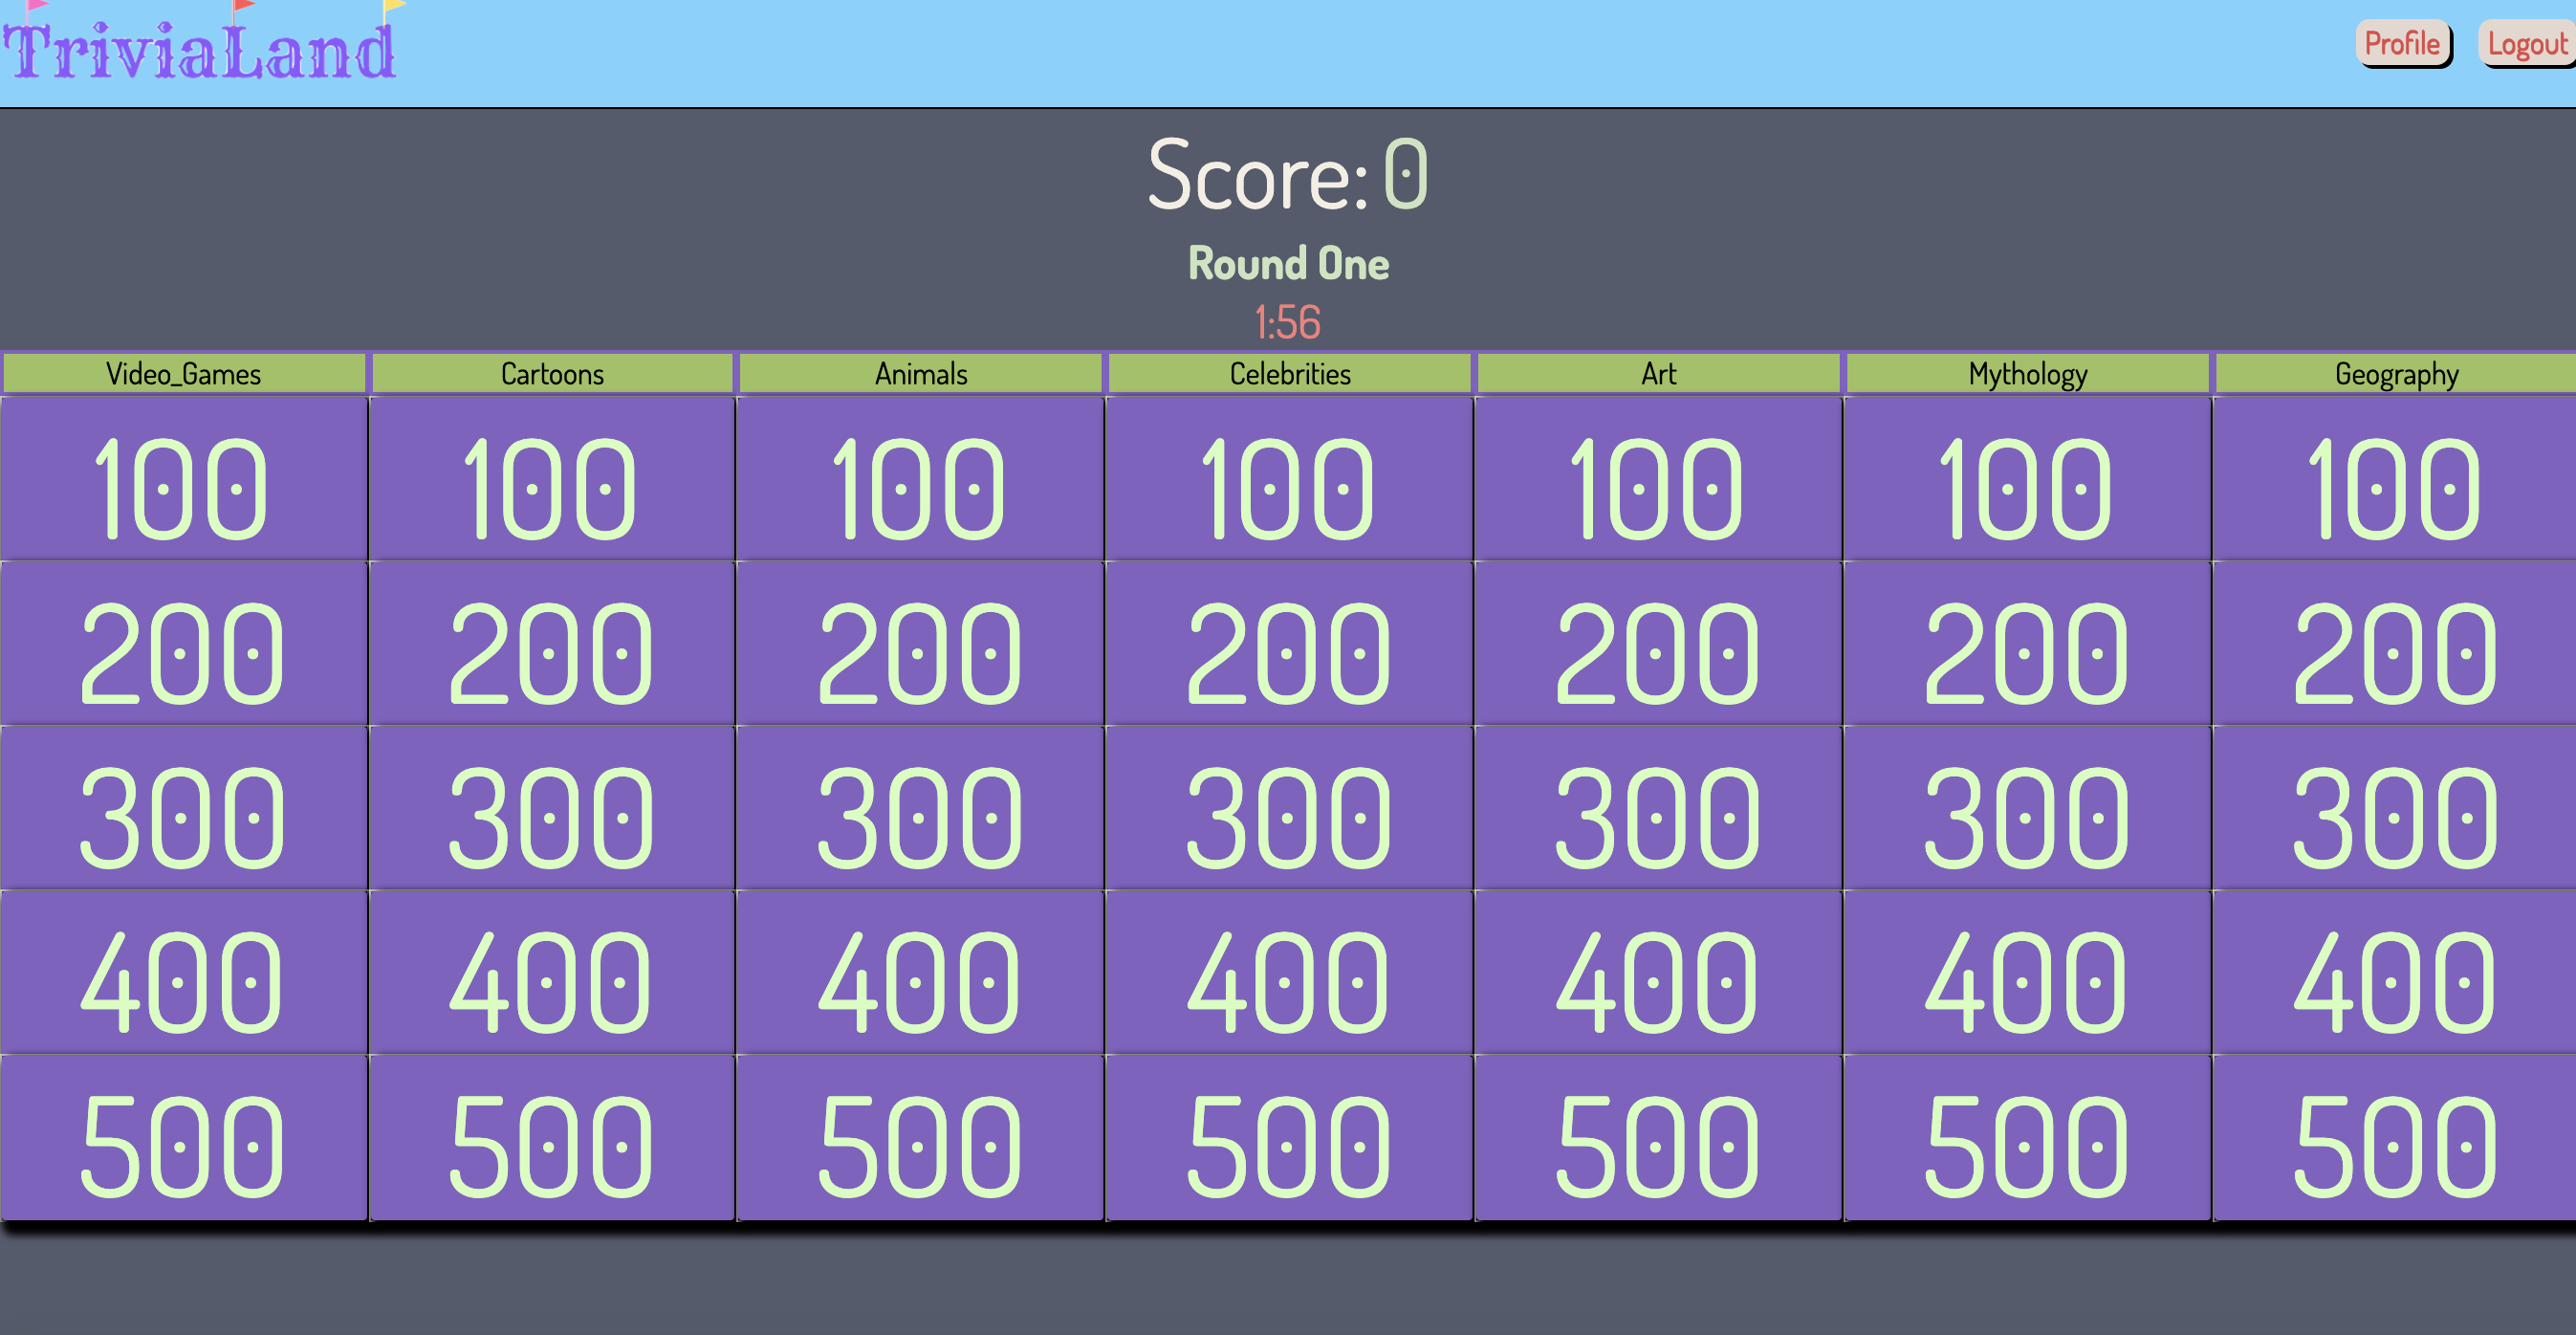 TriviaLand
Profile Logout
Score: 0
Round One
1:56
Video_Games Cartoons Animals Celebrities Art Mythology Geography
100 100 100 100 100 100 100
200 200 200 200 200 200 200
300 300 300 300 300 300 300
400 400 400 400 400 400 400
500 500 500 500 500 500 500